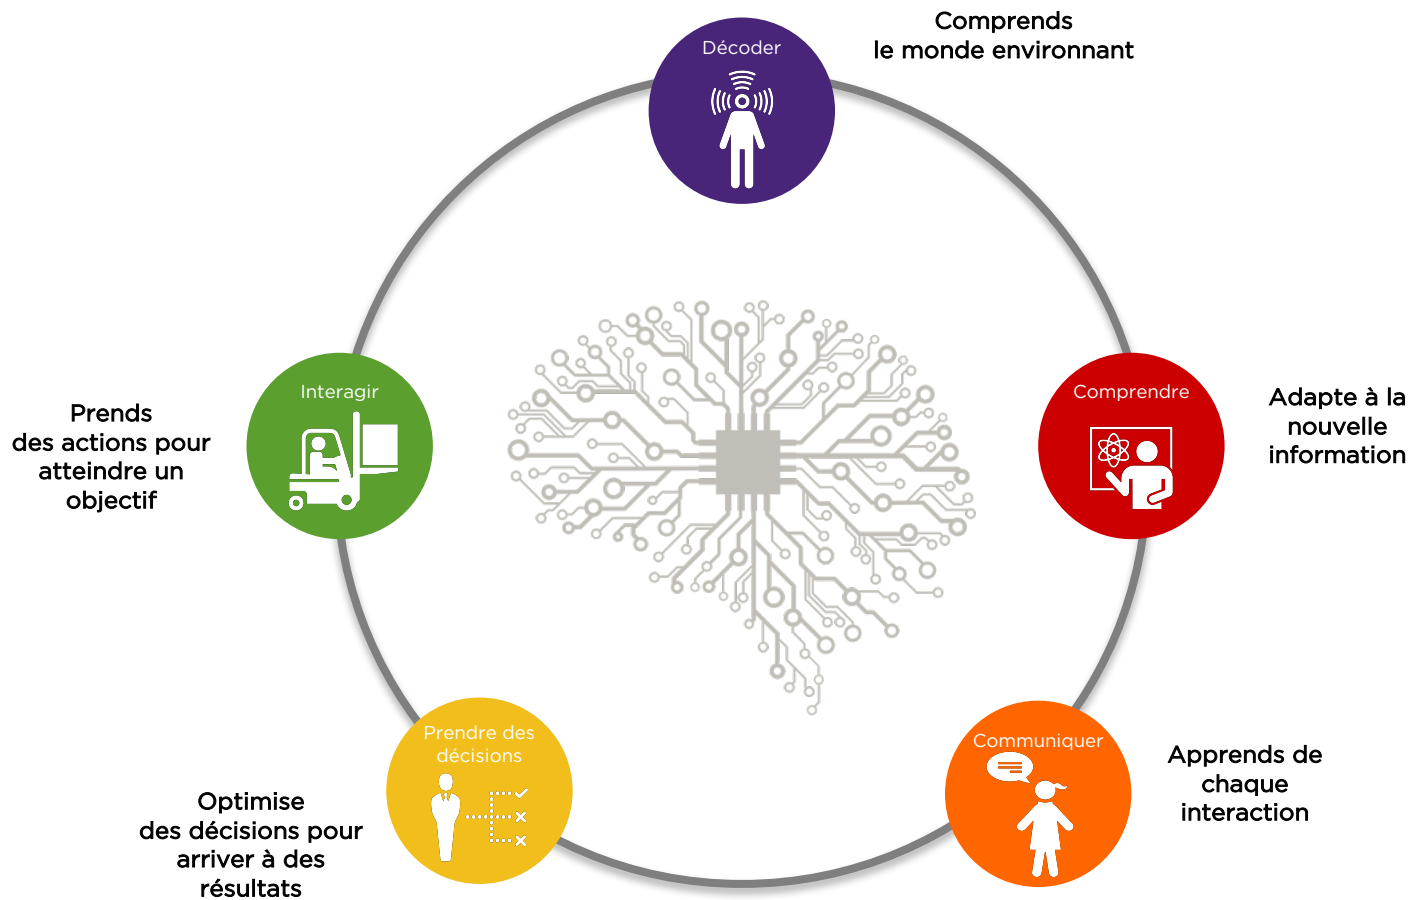 Décoder
Comprends
le monde environnant
Interagir
Prends
des actions pour
atteindre un
objectif
Comprendre
Adapte à la
nouvelle
information
Prendre des
décisions
Optimise
des décisions pour
arriver à des
résultats
Communiquer
Apprends de
chaque
interaction